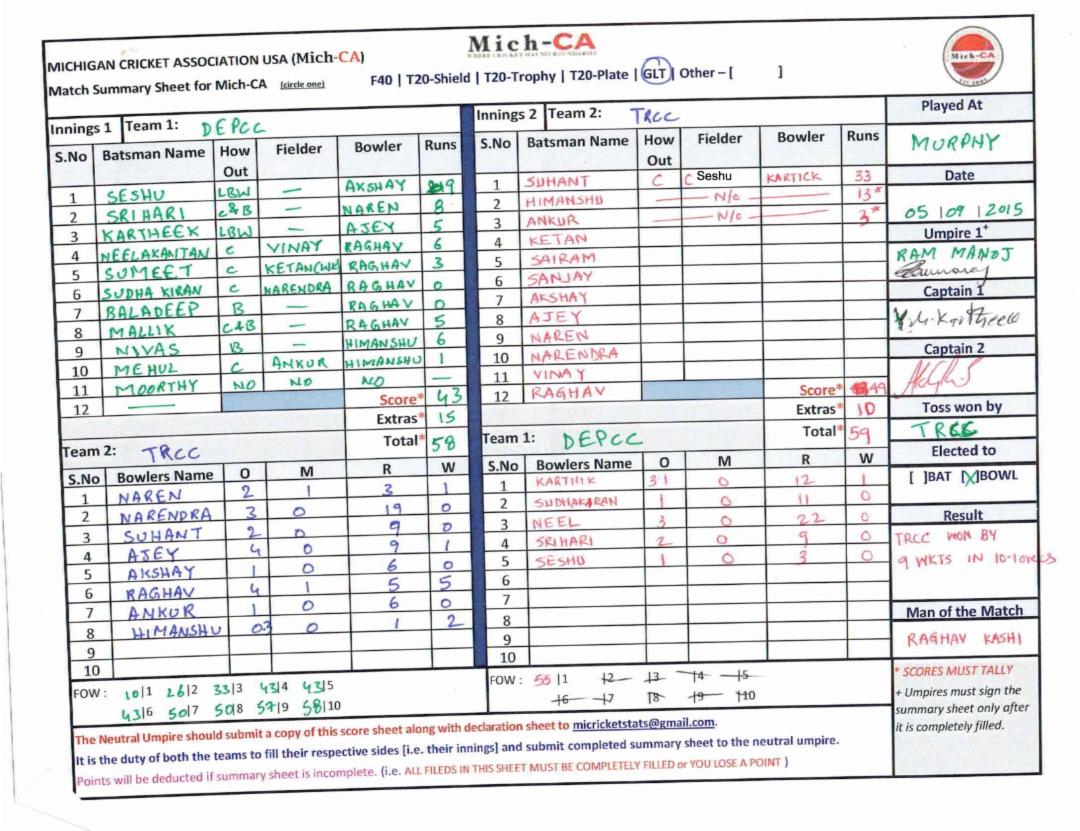 Mich-CA
MICHIGAN CRICKET ASSOCIATION USA (Mich-CA)
Match Summary Sheet for Mich-CA (circle one) F40 | T20-Shield | T20-Trophy | T20-Plate | GLT | Other – [ ]
Mich-CA
Innings 1 Team 1: DEPCC
S.No Batsman Name How Out Fielder Bowler Runs
1 SESHU LBW — AKSHAY 9
2 SRIHARI C&B — NAREN 8
3 KARTHEEK LBW — AJEY 5
4 NEELAKANTAN C VINAY RAGHAV 6
5 SUMEET C KETAN(WK) RAGHAV 3
6 SUDHA KIRAN C NARENDRA RAGHAV 0
7 BALADEEP B — RAGHAV 0
8 MALLIK C&B — RAGHAV 5
9 NIVAS B — HIMANSHU 6
10 MEHUL C ANKUR HIMANSHU 1
11 MOORTHY NO NO NO —
12 —
Score* 43
Extras* 15
Total* 58
Team 2: TRCC
S.No Bowlers Name O M R W
1 NAREN 2 1 3 1
2 NARENDRA 3 0 19 0
3 SUHANT 2 0 9 0
4 AJEY 4 0 9 1
5 AKSHAY 1 0 6 0
6 RAGHAV 4 1 5 5
7 ANKUR 1 0 6 0
8 HIMANSHU 0.3 0 1 2
9
10
FOW : 10|1 26|2 33|3 43|4 43|5
43|6 50|7 50|8 57|9 58|10
Innings 2 Team 2: TRCC
S.No Batsman Name How Out Fielder Bowler Runs
1 SUHANT C C Seshu KARTICK 33
2 HIMANSHU — N/o — 13*
3 ANKUR — N/o — 3*
4 KETAN
5 SAIRAM
6 SANJAY
7 AKSHAY
8 AJEY
9 NAREN
10 NARENDRA
11 VINAY
12 RAGHAV
Score* 49
Extras* 10
Total* 59
Team 1: DEPCC
S.No Bowlers Name O M R W
1 KARTHIK 3.1 0 12 1
2 SUDHAKARAN 1 0 11 0
3 NEEL 3 0 22 0
4 SRIHARI 2 0 9 0
5 SESHU 1 0 3 0
6
7
8
9
10
FOW : 55|1 |2 |3 |4 |5
|6 |7 |8 |9 |10
Played At
MURPHY
Date
05|09|2015
Umpire 1+
RAM MANOJ
Captain 1
Captain 2
Toss won by
TRCC
Elected to
[ ]BAT [X]BOWL
Result
TRCC WON BY
9 WKTS IN 10.1 overs
Man of the Match
RAGHAV KASHI
* SCORES MUST TALLY
+ Umpires must sign the
summary sheet only after
it is completely filled.
The Neutral Umpire should submit a copy of this score sheet along with declaration sheet to micricketstats@gmail.com.
It is the duty of both the teams to fill their respective sides [i.e. their innings] and submit completed summary sheet to the neutral umpire.
Points will be deducted if summary sheet is incomplete. (i.e. ALL FILEDS IN THIS SHEET MUST BE COMPLETELY FILLED or YOU LOSE A POINT )